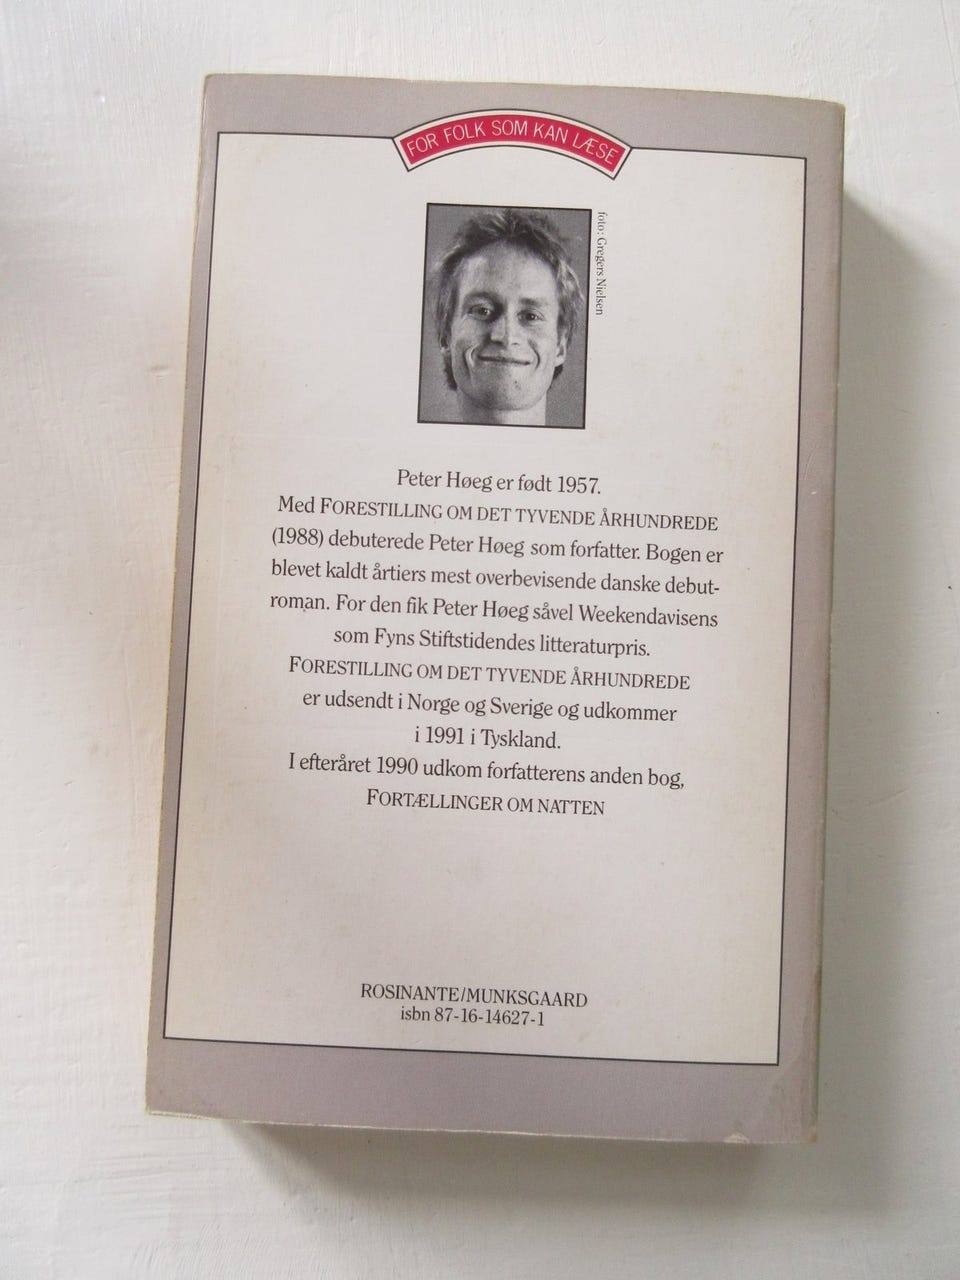 FOR FOLK SOM KAN LÆSE
foto: Gregers Nielsen
Peter Høeg er født 1957.
Med FORESTILLING OM DET TYVENDE ÅRHUNDREDE
(1988) debuterede Peter Høeg som forfatter. Bogen er
blevet kaldt årtiers mest overbevisende danske debut-
roman. For den fik Peter Høeg såvel Weekendavisens
som Fyns Stiftstidendes litteraturpris.
FORESTILLING OM DET TYVENDE ÅRHUNDREDE
er udsendt i Norge og Sverige og udkommer
i 1991 i Tyskland.
I efteråret 1990 udkom forfatterens anden bog,
FORTÆLLINGER OM NATTEN
ROSINANTE/MUNKSGAARD
isbn 87-16-14627-1